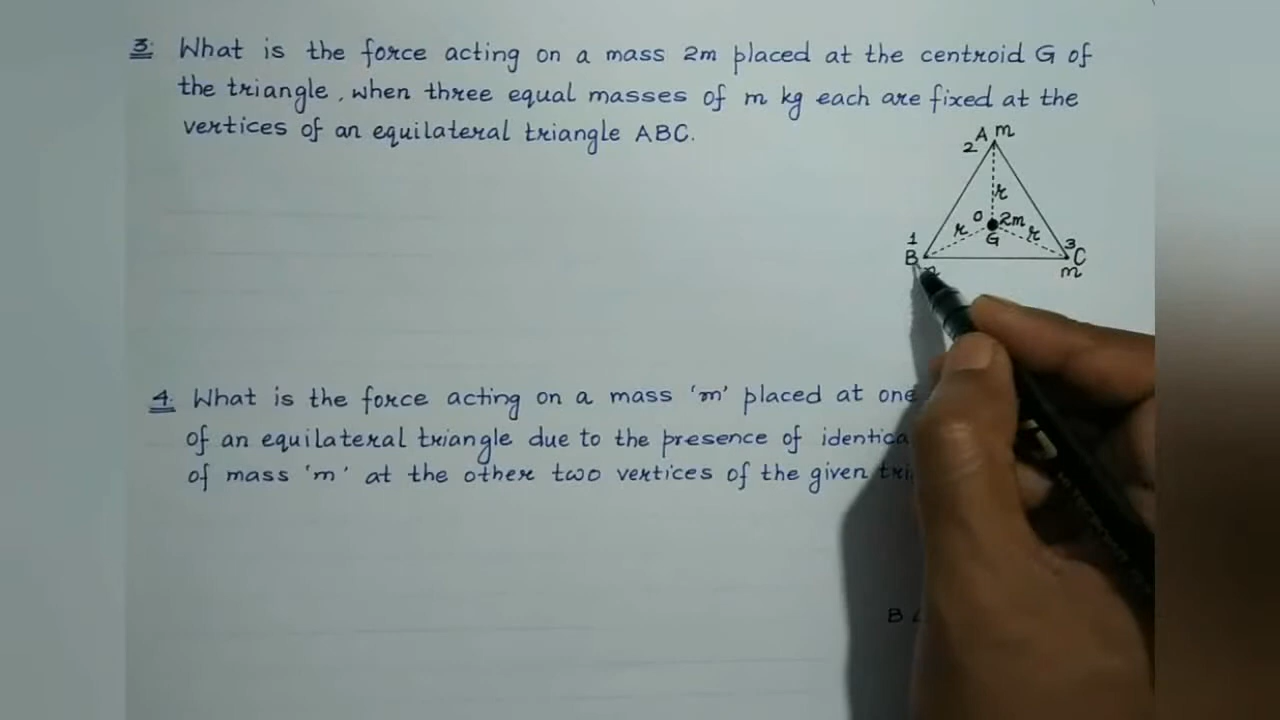 3. What is the force acting on a mass 2m placed at the centroid G of
the triangle, when three equal masses of m kg each are fixed at the
vertices of an equilateral triangle ABC.
A m
2
r
0 2m
r r
G
1 3
B C
m m
4. What is the force acting on a mass 'm' placed at one
of an equilateral triangle due to the presence of
of mass 'm' at the other two vertices of the given
B